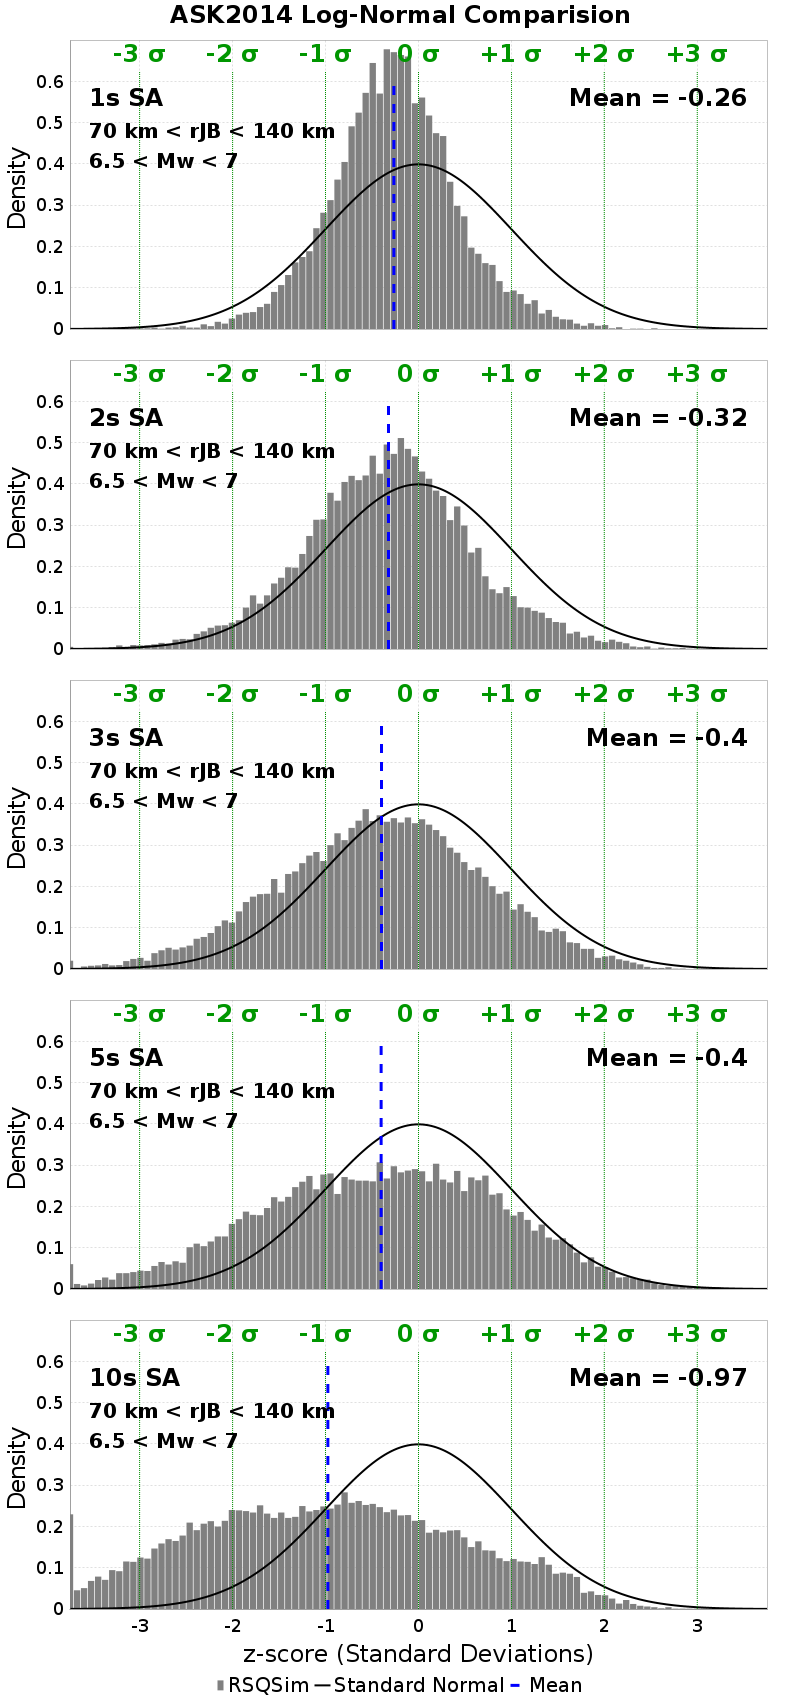 ASK2014 Log-Normal Comparision
-3 σ -2 σ -1 σ 0 σ +1 σ +2 σ +3 σ
0.6
1s SA Mean = -0.26
0.5
70 km < rJB < 140 km
6.5 < Mw < 7
0.4
0.3
0.2
0.1
0
Density
-3 σ -2 σ -1 σ 0 σ +1 σ +2 σ +3 σ
0.6
2s SA Mean = -0.32
0.5
70 km < rJB < 140 km
6.5 < Mw < 7
0.4
0.3
0.2
0.1
0
Density
-3 σ -2 σ -1 σ 0 σ +1 σ +2 σ +3 σ
0.6
3s SA Mean = -0.4
0.5
70 km < rJB < 140 km
6.5 < Mw < 7
0.4
0.3
0.2
0.1
0
Density
-3 σ -2 σ -1 σ 0 σ +1 σ +2 σ +3 σ
0.6
5s SA Mean = -0.4
0.5
70 km < rJB < 140 km
6.5 < Mw < 7
0.4
0.3
0.2
0.1
0
Density
-3 σ -2 σ -1 σ 0 σ +1 σ +2 σ +3 σ
0.6
10s SA Mean = -0.97
0.5
70 km < rJB < 140 km
6.5 < Mw < 7
0.4
0.3
0.2
0.1
0
Density
-3 -2 -1 0 1 2 3
z-score (Standard Deviations)
RSQSim Standard Normal Mean